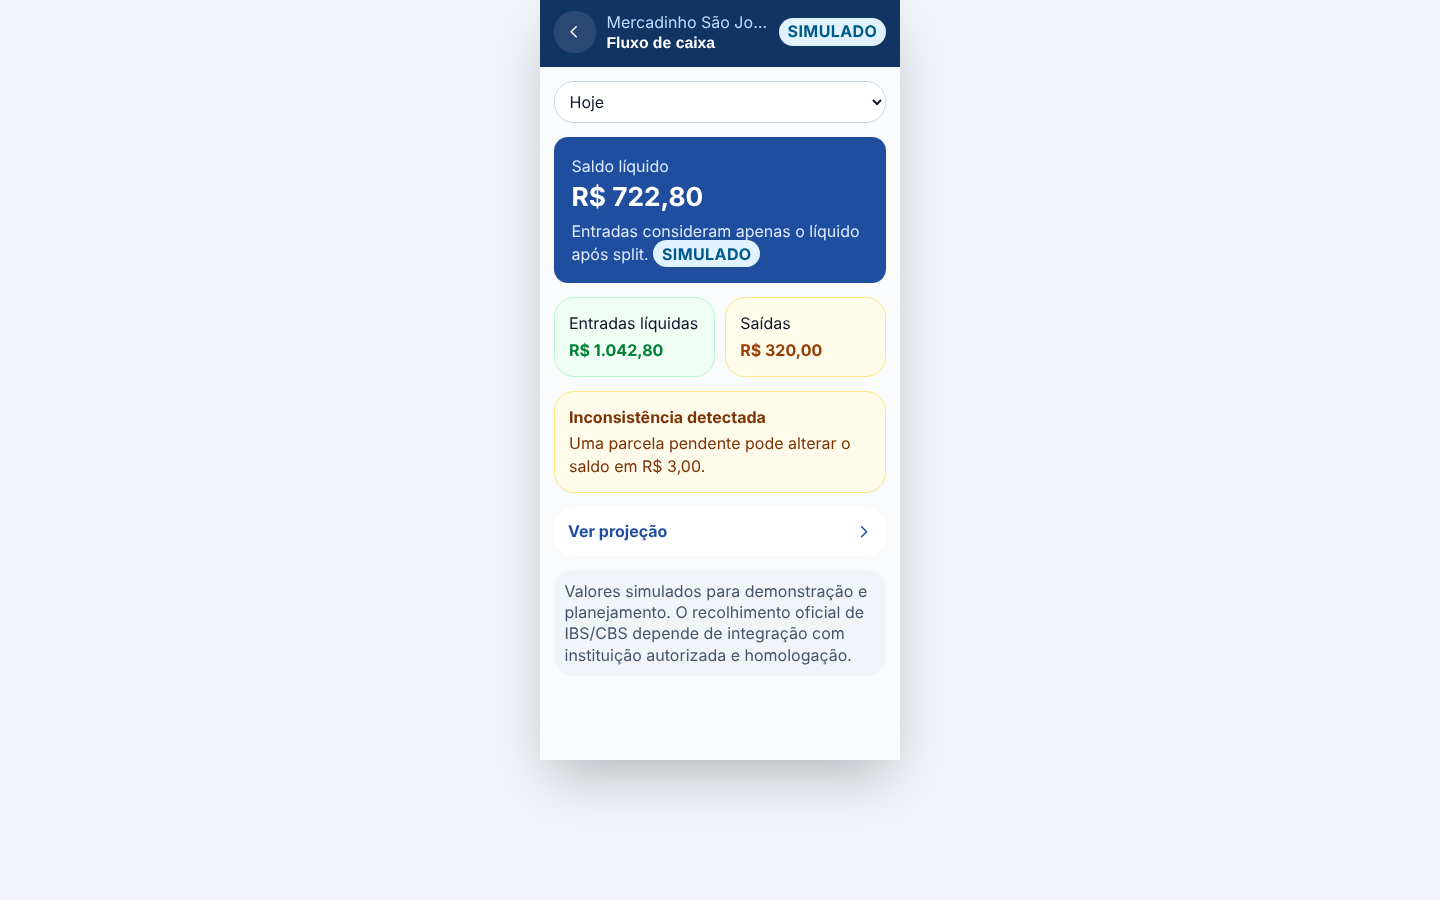 Mercadinho São Jo...
Fluxo de caixa
SIMULADO
Hoje
Saldo líquido
R$ 722,80
Entradas consideram apenas o líquido
após split. SIMULADO
Entradas líquidas
R$ 1.042,80
Saídas
R$ 320,00
Inconsistência detectada
Uma parcela pendente pode alterar o
saldo em R$ 3,00.
Ver projeção
Valores simulados para demonstração e
planejamento. O recolhimento oficial de
IBS/CBS depende de integração com
instituição autorizada e homologação.